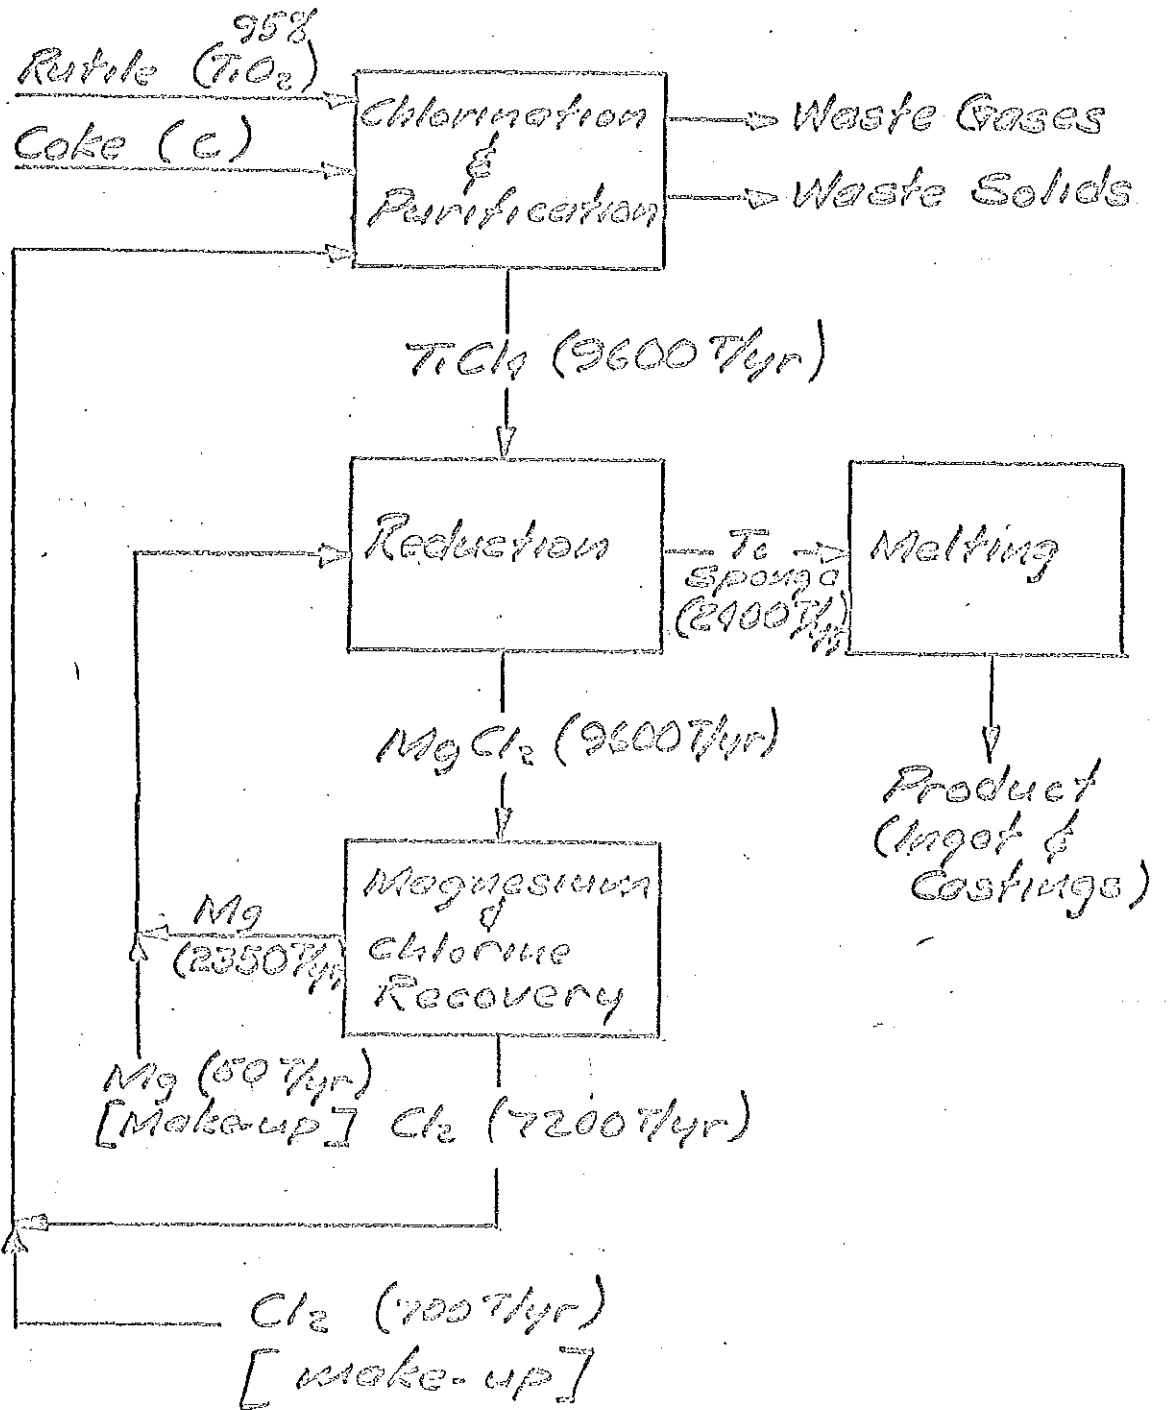 95%
Rutile (TiO₂)
Coke (C)
Chlorination
&
Purification
Waste Gases
Waste Solids
TiCl₄ (9600 T/yr)
Reduction
Ti
Sponge
(2400 T/yr)
Melting
MgCl₂ (9600 T/yr)
Product
(Ingot &
Castings)
Magnesium
&
Chlorine
Recovery
Mg
(2350 T/yr)
Mg (50 T/yr)
[Make-up]
Cl₂ (7200 T/yr)
Cl₂ (700 T/yr)
[make-up]